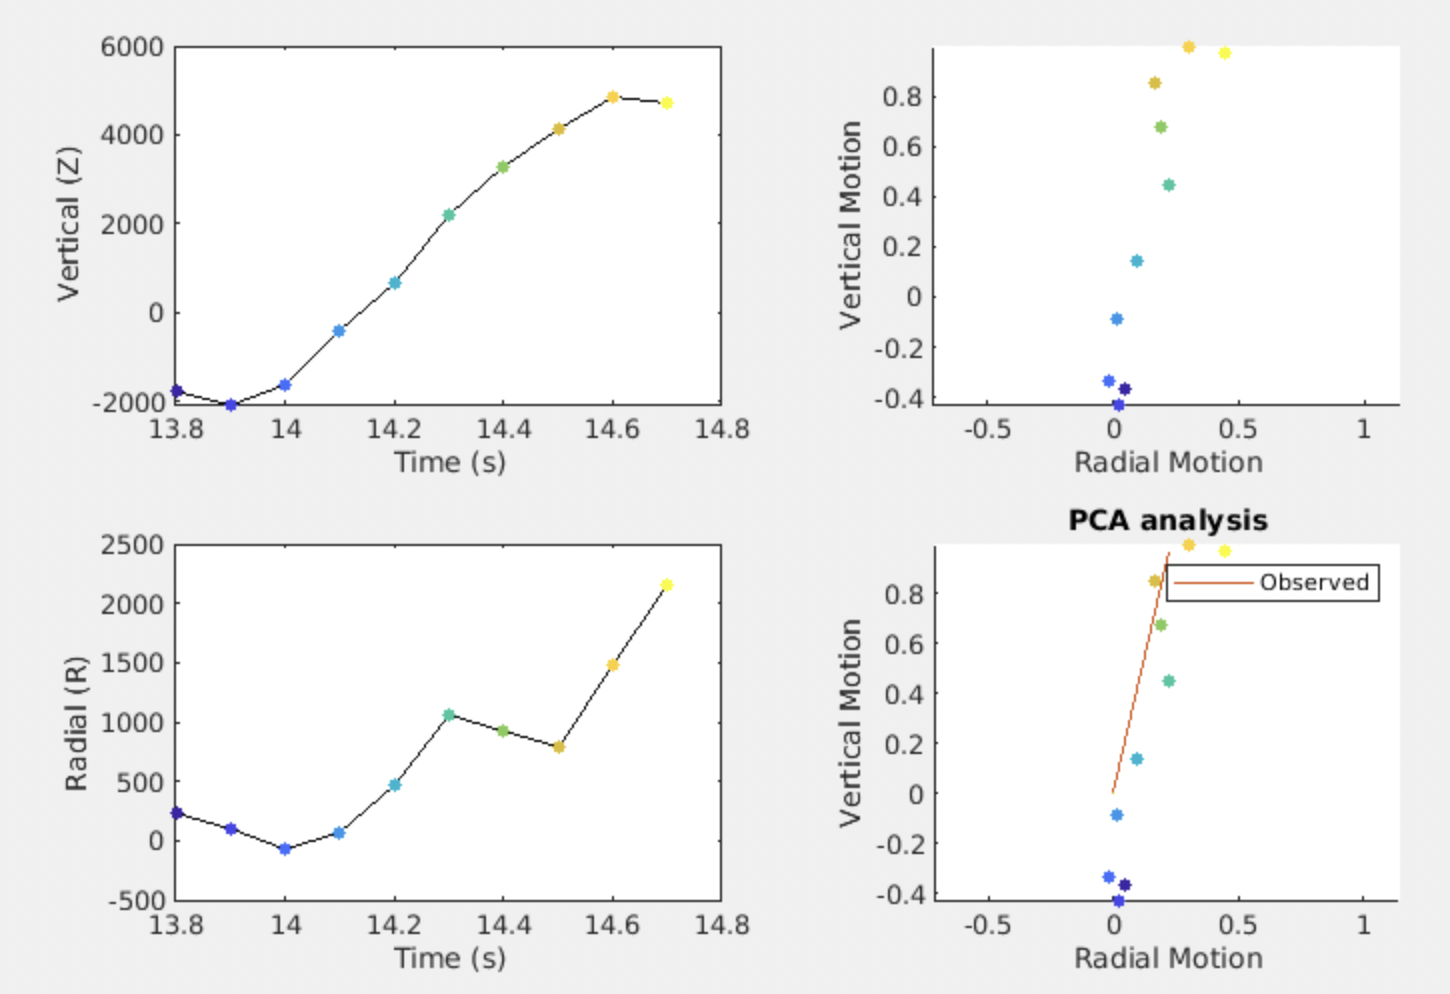 6000
4000
2000
0
-2000
Vertical (Z)
13.8 14 14.2 14.4 14.6 14.8
Time (s)
0.8
0.6
0.4
0.2
0
-0.2
-0.4
Vertical Motion
-0.5 0 0.5 1
Radial Motion
2500
2000
1500
1000
500
0
-500
Radial (R)
13.8 14 14.2 14.4 14.6 14.8
Time (s)
PCA analysis
Observed
0.8
0.6
0.4
0.2
0
-0.2
-0.4
Vertical Motion
-0.5 0 0.5 1
Radial Motion